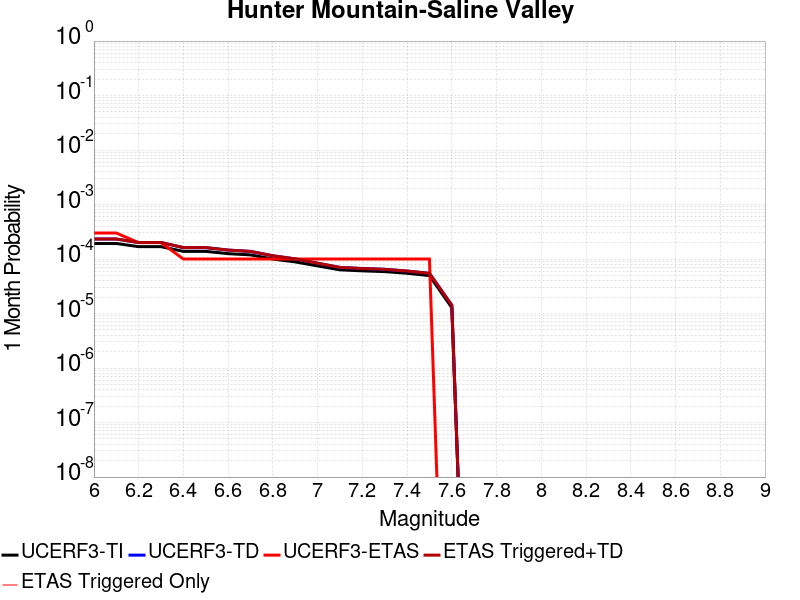 Hunter Mountain-Saline Valley
10^0
10^-1
10^-2
10^-3
10^-4
10^-5
10^-6
10^-7
10^-8
1 Month Probability
6 6.2 6.4 6.6 6.8 7 7.2 7.4 7.6 7.8 8 8.2 8.4 8.6 8.8 9
Magnitude
UCERF3-TI UCERF3-TD UCERF3-ETAS ETAS Triggered+TD
ETAS Triggered Only